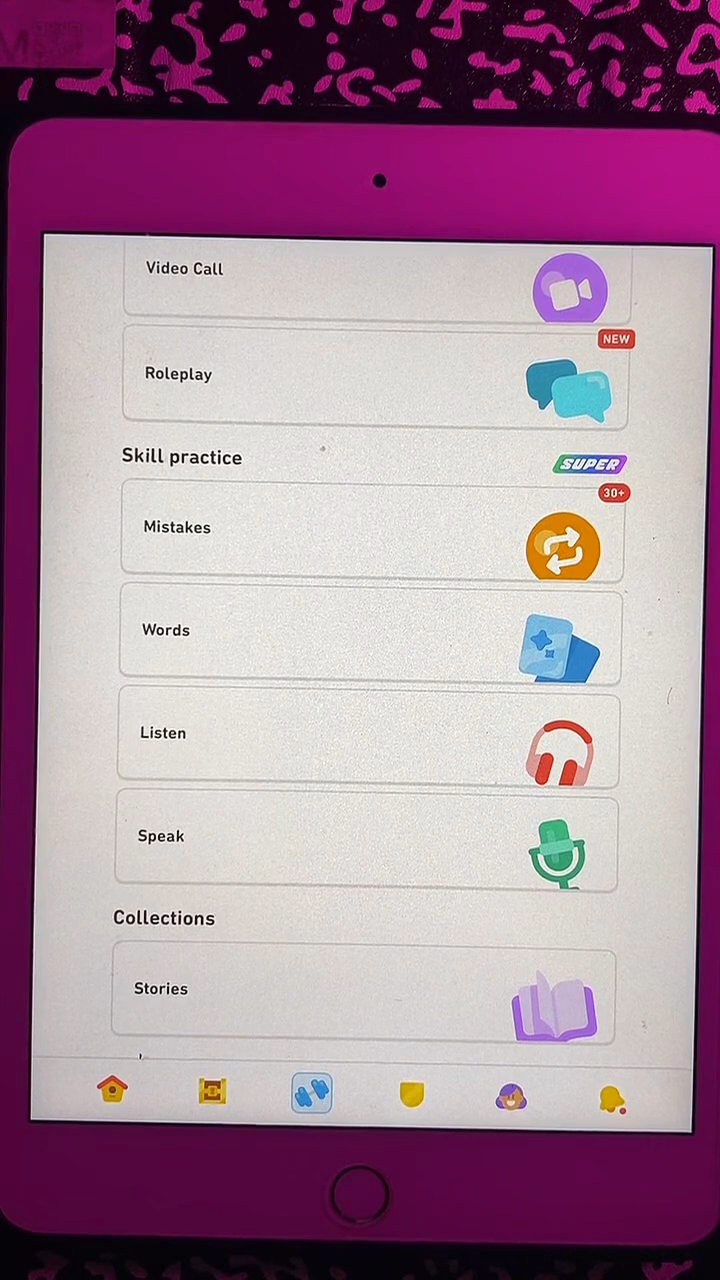 Video Call
NEW
Roleplay
Skill practice
SUPER
30+
Mistakes
Words
Listen
Speak
Collections
Stories